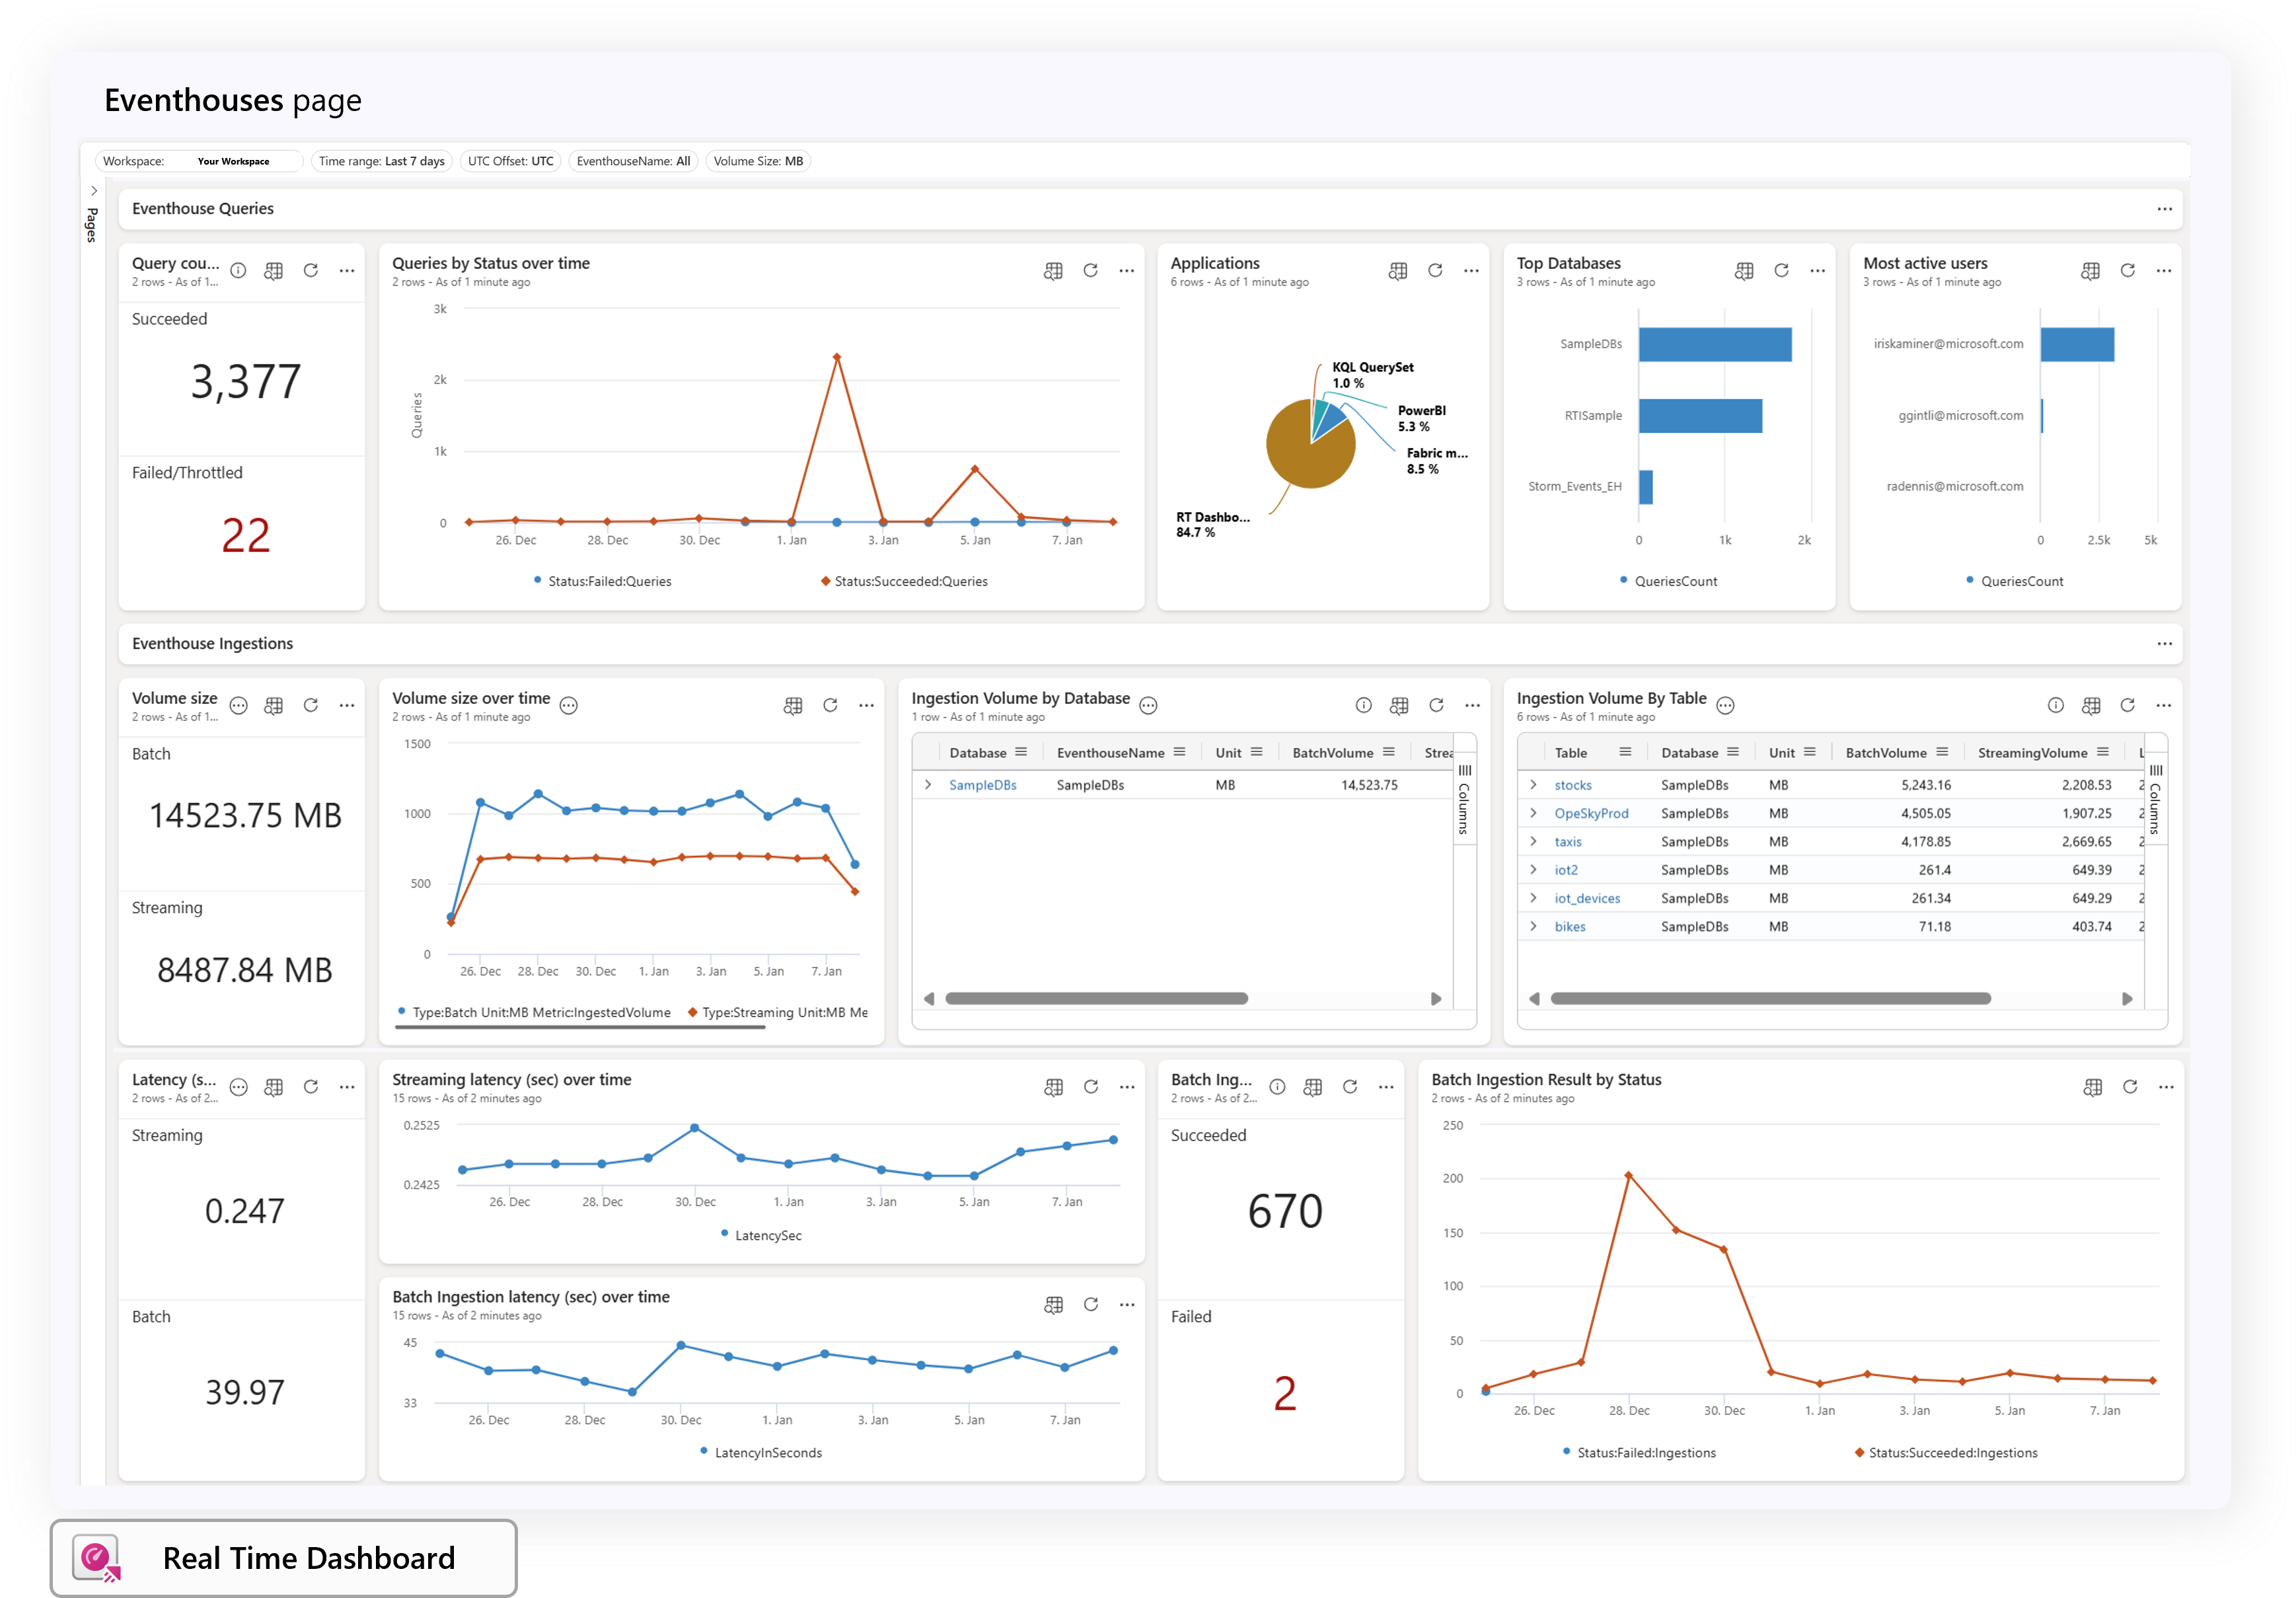 Eventhouses page
Workspace: Your Workspace Time range: Last 7 days UTC Offset: UTC EventhouseName: All Volume Size: MB
Pages
Eventhouse Queries
Query cou...
2 rows - As of 1...
Succeeded
3,377
Failed/Throttled
22
Queries by Status over time
2 rows - As of 1 minute ago
Queries
3k
2k
1k
0
26. Dec 28. Dec 30. Dec 1. Jan 3. Jan 5. Jan 7. Jan
Status:Failed:Queries Status:Succeeded:Queries
Applications
6 rows - As of 1 minute ago
KQL QuerySet
1.0 %
PowerBI
5.3 %
Fabric m...
8.5 %
RT Dashbo...
84.7 %
Top Databases
3 rows - As of 1 minute ago
SampleDBs
RTISample
Storm_Events_EH
0 1k 2k
QueriesCount
Most active users
3 rows - As of 1 minute ago
iriskaminer@microsoft.com
ggintli@microsoft.com
radennis@microsoft.com
0 2.5k 5k
QueriesCount
Eventhouse Ingestions
Volume size
2 rows - As of 1...
Batch
14523.75 MB
Streaming
8487.84 MB
Volume size over time
2 rows - As of 1 minute ago
1500
1000
500
0
26. Dec 28. Dec 30. Dec 1. Jan 3. Jan 5. Jan 7. Jan
Type:Batch Unit:MB Metric:IngestedVolume Type:Streaming Unit:MB Me
Ingestion Volume by Database
1 row - As of 1 minute ago
Database EventhouseName Unit BatchVolume Strea
SampleDBs SampleDBs MB 14,523.75
Columns
Ingestion Volume By Table
6 rows - As of 1 minute ago
Table Database Unit BatchVolume StreamingVolume L
stocks SampleDBs MB 5,243.16 2,208.53 2
OpeSkyProd SampleDBs MB 4,505.05 1,907.25 2
taxis SampleDBs MB 4,178.85 2,669.65 2
iot2 SampleDBs MB 261.4 649.39 2
iot_devices SampleDBs MB 261.34 649.29 2
bikes SampleDBs MB 71.18 403.74 2
Columns
Latency (s...
2 rows - As of 2...
Streaming
0.247
Batch
39.97
Streaming latency (sec) over time
15 rows - As of 2 minutes ago
0.2525
0.2425
26. Dec 28. Dec 30. Dec 1. Jan 3. Jan 5. Jan 7. Jan
LatencySec
Batch Ingestion latency (sec) over time
15 rows - As of 2 minutes ago
45
33
26. Dec 28. Dec 30. Dec 1. Jan 3. Jan 5. Jan 7. Jan
LatencyInSeconds
Batch Ing...
2 rows - As of 2...
Succeeded
670
Failed
2
Batch Ingestion Result by Status
2 rows - As of 2 minutes ago
250
200
150
100
50
0
26. Dec 28. Dec 30. Dec 1. Jan 3. Jan 5. Jan 7. Jan
Status:Failed:Ingestions Status:Succeeded:Ingestions
Real Time Dashboard